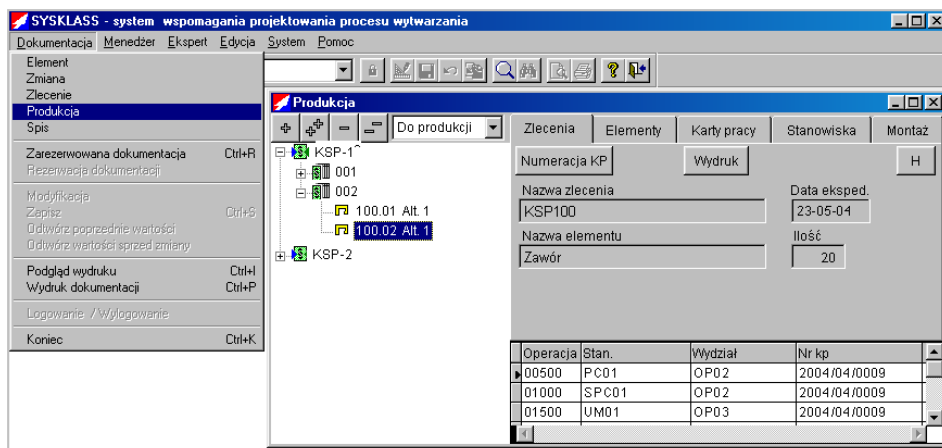 SYSKLASS - system wspomagania projektowania procesu wytwarzania
Dokumentacja Menedżer Ekspert Edycja System Pomoc
Element
Zmiana
Zlecenie
Produkcja
Spis
Zarezerwowana dokumentacja Ctrl+R
Rezerwacja dokumentacji
Modyfikacja
Zapisz Ctrl+S
Odtwórz poprzednie wartości
Odtwórz wartości sprzed zmiany
Podgląd wydruku Ctrl+I
Wydruk dokumentacji Ctrl+P
Logowanie / Wylogowanie
Koniec Ctrl+K
Produkcja
Do produkcji
KSP-1
001
002
100.01 Alt. 1
100.02 Alt. 1
KSP-2
Zlecenia Elementy Karty pracy Stanowiska Montaż
Numeracja KP Wydruk H
Nazwa zlecenia Data eksped.
KSP100 23-05-04
Nazwa elementu Ilość
Zawór 20
Operacja Stan. Wydział Nr kp
00500 PC01 OP02 2004/04/0009
01000 SPC01 OP02 2004/04/0009
01500 UM01 OP03 2004/04/0009